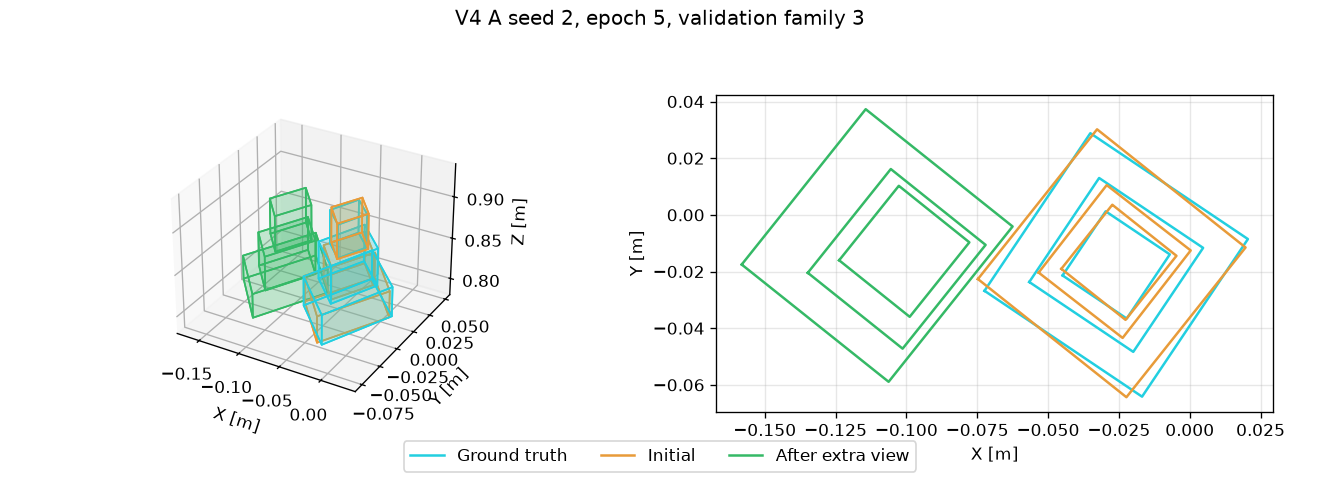 V4 A seed 2, epoch 5, validation family 3
0.90
0.85
0.80
Z [m]
0.050
0.025
0.000
−0.025
−0.050
−0.075
Y [m]
−0.15
−0.10
−0.05
0.00
X [m]
0.04
0.02
0.00
−0.02
−0.04
−0.06
Y [m]
−0.150 −0.125 −0.100 −0.075 −0.050 −0.025 0.000 0.025
X [m]
Ground truth Initial After extra view